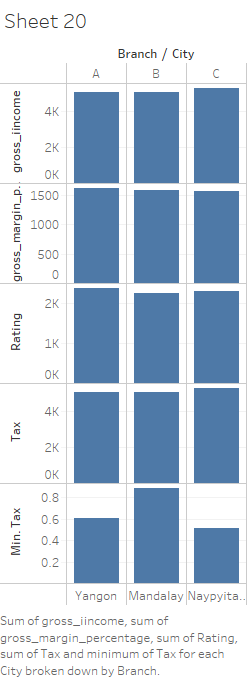 Sheet 20
Branch / City
A B C
gross_iincome
4K
2K
0K
gross_margin_p..
1500
1000
500
0
Rating
2K
1K
0K
Tax
4K
2K
0K
Min. Tax
0.8
0.6
0.4
0.2
Yangon Mandalay Naypyita..
Sum of gross_iincome, sum of
gross_margin_percentage, sum of Rating,
sum of Tax and minimum of Tax for each
City broken down by Branch.